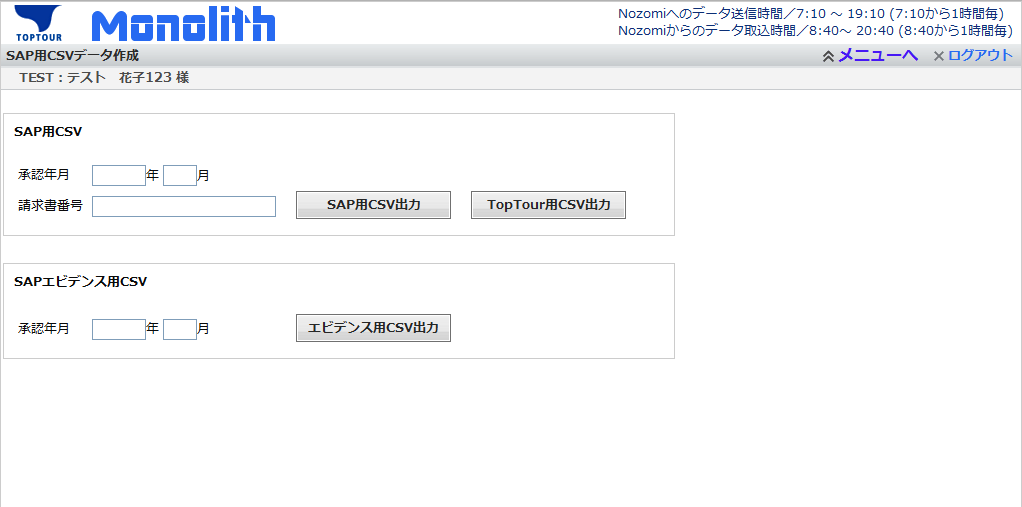 TOPTOUR
Monolith
Nozomiへのデータ送信時間／7:10 ～ 19:10 (7:10から1時間毎)
Nozomiからのデータ取込時間／8:40～ 20:40 (8:40から1時間毎)
SAP用CSVデータ作成
メニューへ ログアウト
TEST：テスト　花子123 様
SAP用CSV
承認年月 年 月
請求書番号 SAP用CSV出力 TopTour用CSV出力
SAPエビデンス用CSV
承認年月 年 月 エビデンス用CSV出力